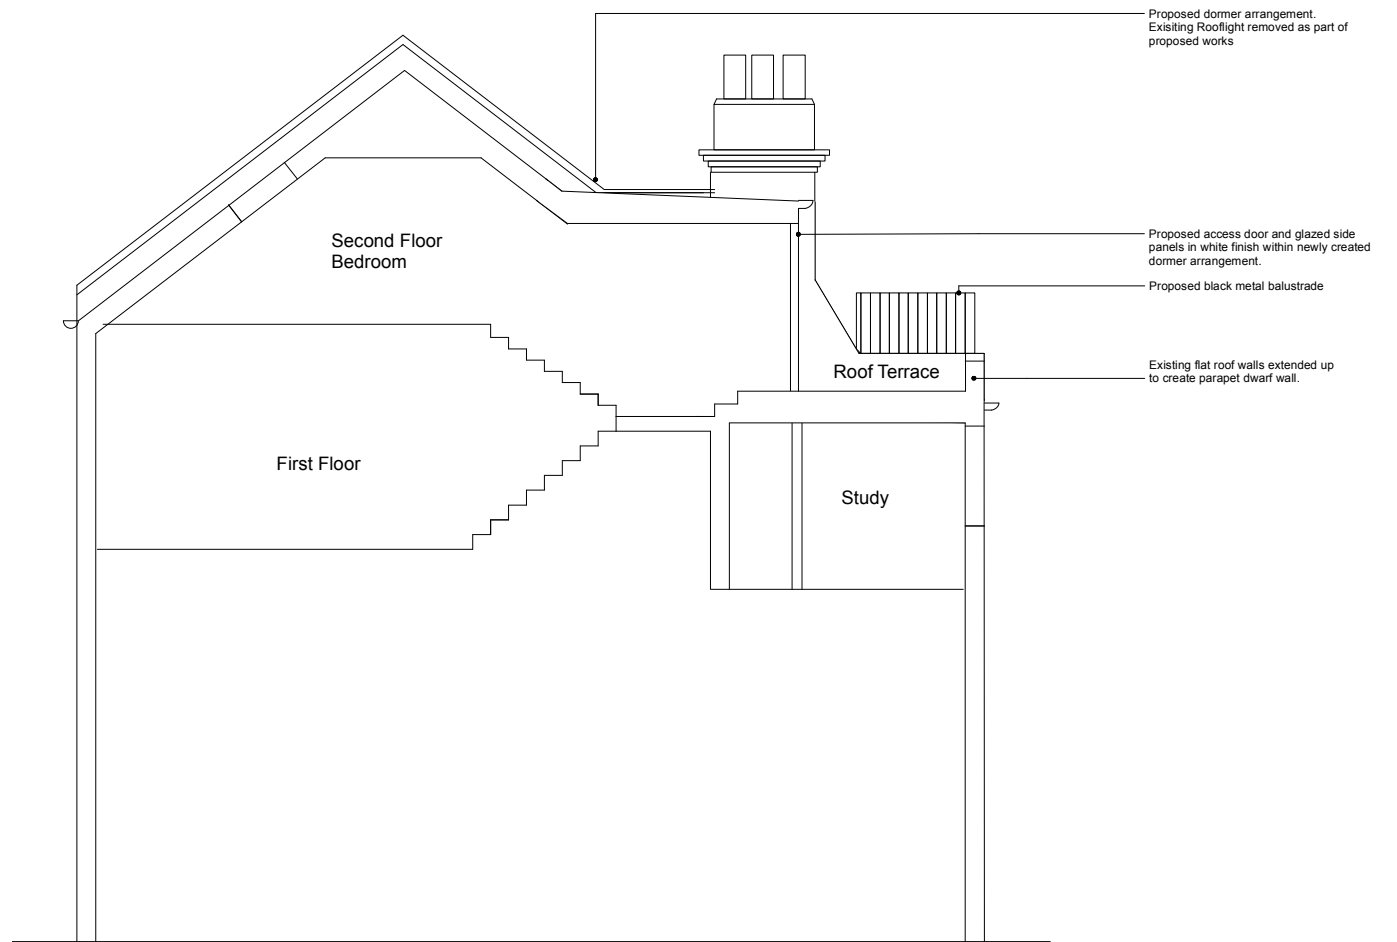 Proposed dormer arrangement.
Exisiting Rooflight removed as part of
proposed works
Second Floor
Bedroom
Proposed access door and glazed side
panels in white finish within newly created
dormer arrangement.
Proposed black metal balustrade
Roof Terrace
Existing flat roof walls extended up
to create parapet dwarf wall.
First Floor
Study